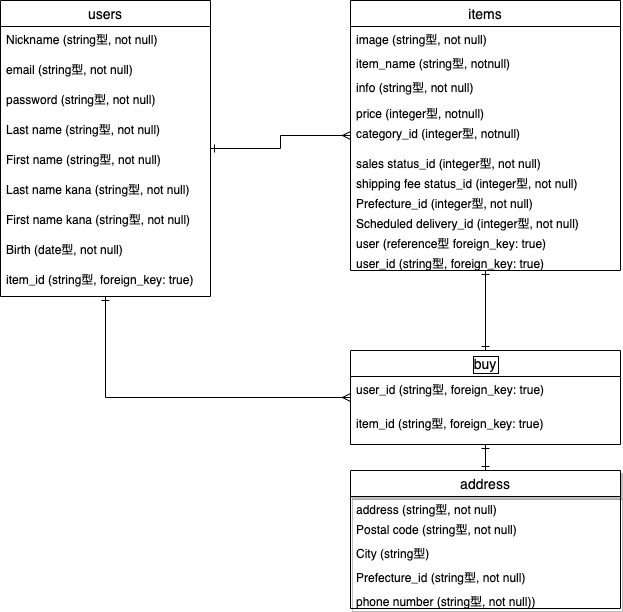 users
Nickname (string型, not null)
email (string型, not null)
password (string型, not null)
Last name (string型, not null)
First name (string型, not null)
Last name kana (string型, not null)
First name kana (string型, not null)
Birth (date型, not null)
item_id (string型, foreign_key: true)
items
image (string型, not null)
item_name (string型, notnull)
info (string型, not null)
price (integer型, notnull)
category_id (integer型, notnull)
sales status_id (integer型, not null)
shipping fee status_id (integer型, not null)
Prefecture_id (integer型, not null)
Scheduled delivery_id (integer型, not null)
user (reference型 foreign_key: true)
user_id (string型, foreign_key: true)
buy
user_id (string型, foreign_key: true)
item_id (string型, foreign_key: true)
address
address (string型, not null)
Postal code (string型, not null)
City (string型)
Prefecture_id (string型, not null)
phone number (string型, not null))